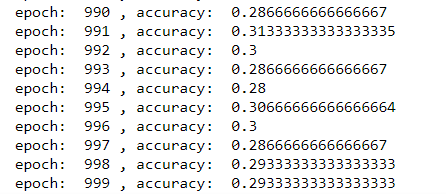 epoch:  990 , accuracy:  0.2866666666666667
epoch:  991 , accuracy:  0.31333333333333335
epoch:  992 , accuracy:  0.3
epoch:  993 , accuracy:  0.2866666666666667
epoch:  994 , accuracy:  0.28
epoch:  995 , accuracy:  0.30666666666666664
epoch:  996 , accuracy:  0.3
epoch:  997 , accuracy:  0.2866666666666667
epoch:  998 , accuracy:  0.29333333333333333
epoch:  999 , accuracy:  0.29333333333333333